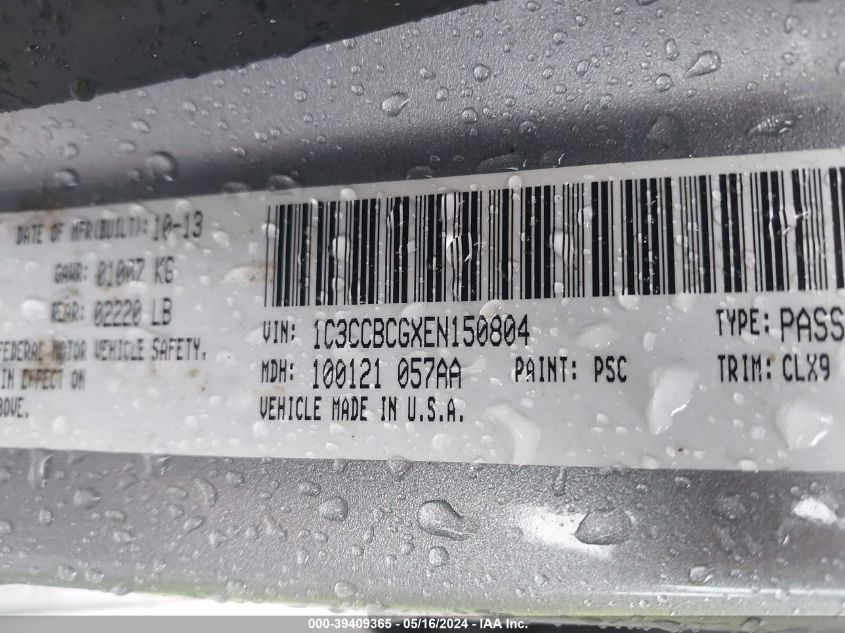 DATE OF MFR(BUILT): 10-13
GAWR: 01007 KG
REAR: 02220 LB
FEDERAL MOTOR VEHICLE SAFETY,
IN EFFECT ON
BOVE.
VIN: 1C3CCBCGXEN150804
TYPE: PASS
MDH: 100121 057AA
PAINT: PSC
TRIM: CLX9
VEHICLE MADE IN U.S.A.
000-39409365 - 05/16/2024 - IAA Inc.